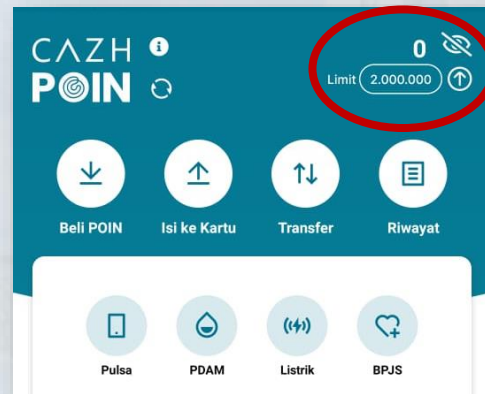 CAZH
POIN
0
Limit 2.000.000
Beli POIN
Isi ke Kartu
Transfer
Riwayat
Pulsa
PDAM
Listrik
BPJS